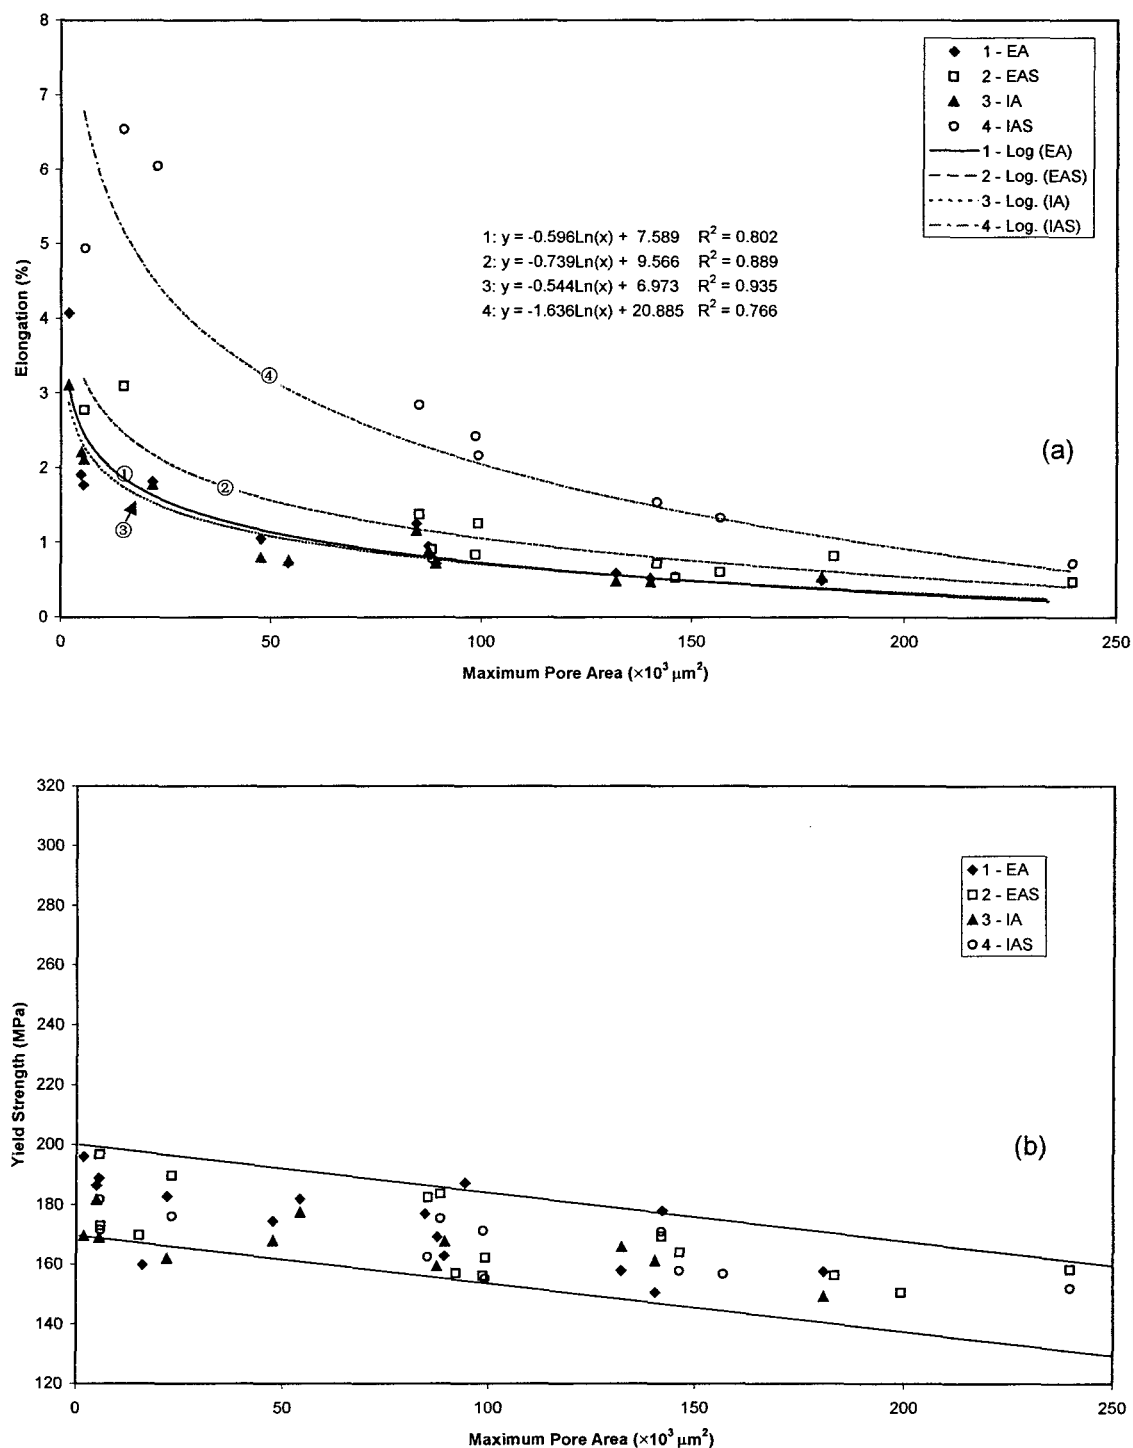 8
7
6
5
4
3
2
1
0
Elongation (%)
0 50 100 150 200 250
Maximum Pore Area (×10³ µm²)
1 - EA
2 - EAS
3 - IA
4 - IAS
1 - Log (EA)
2 - Log. (EAS)
3 - Log. (IA)
4 - Log. (IAS)
1: y = -0.596Ln(x) + 7.589 R² = 0.802
2: y = -0.739Ln(x) + 9.566 R² = 0.889
3: y = -0.544Ln(x) + 6.973 R² = 0.935
4: y = -1.636Ln(x) + 20.885 R² = 0.766
④
①
②
③
(a)
320
300
280
260
240
220
200
180
160
140
120
Yield Strength (MPa)
0 50 100 150 200 250
Maximum Pore Area (×10³ µm²)
1 - EA
2 - EAS
3 - IA
4 - IAS
(b)